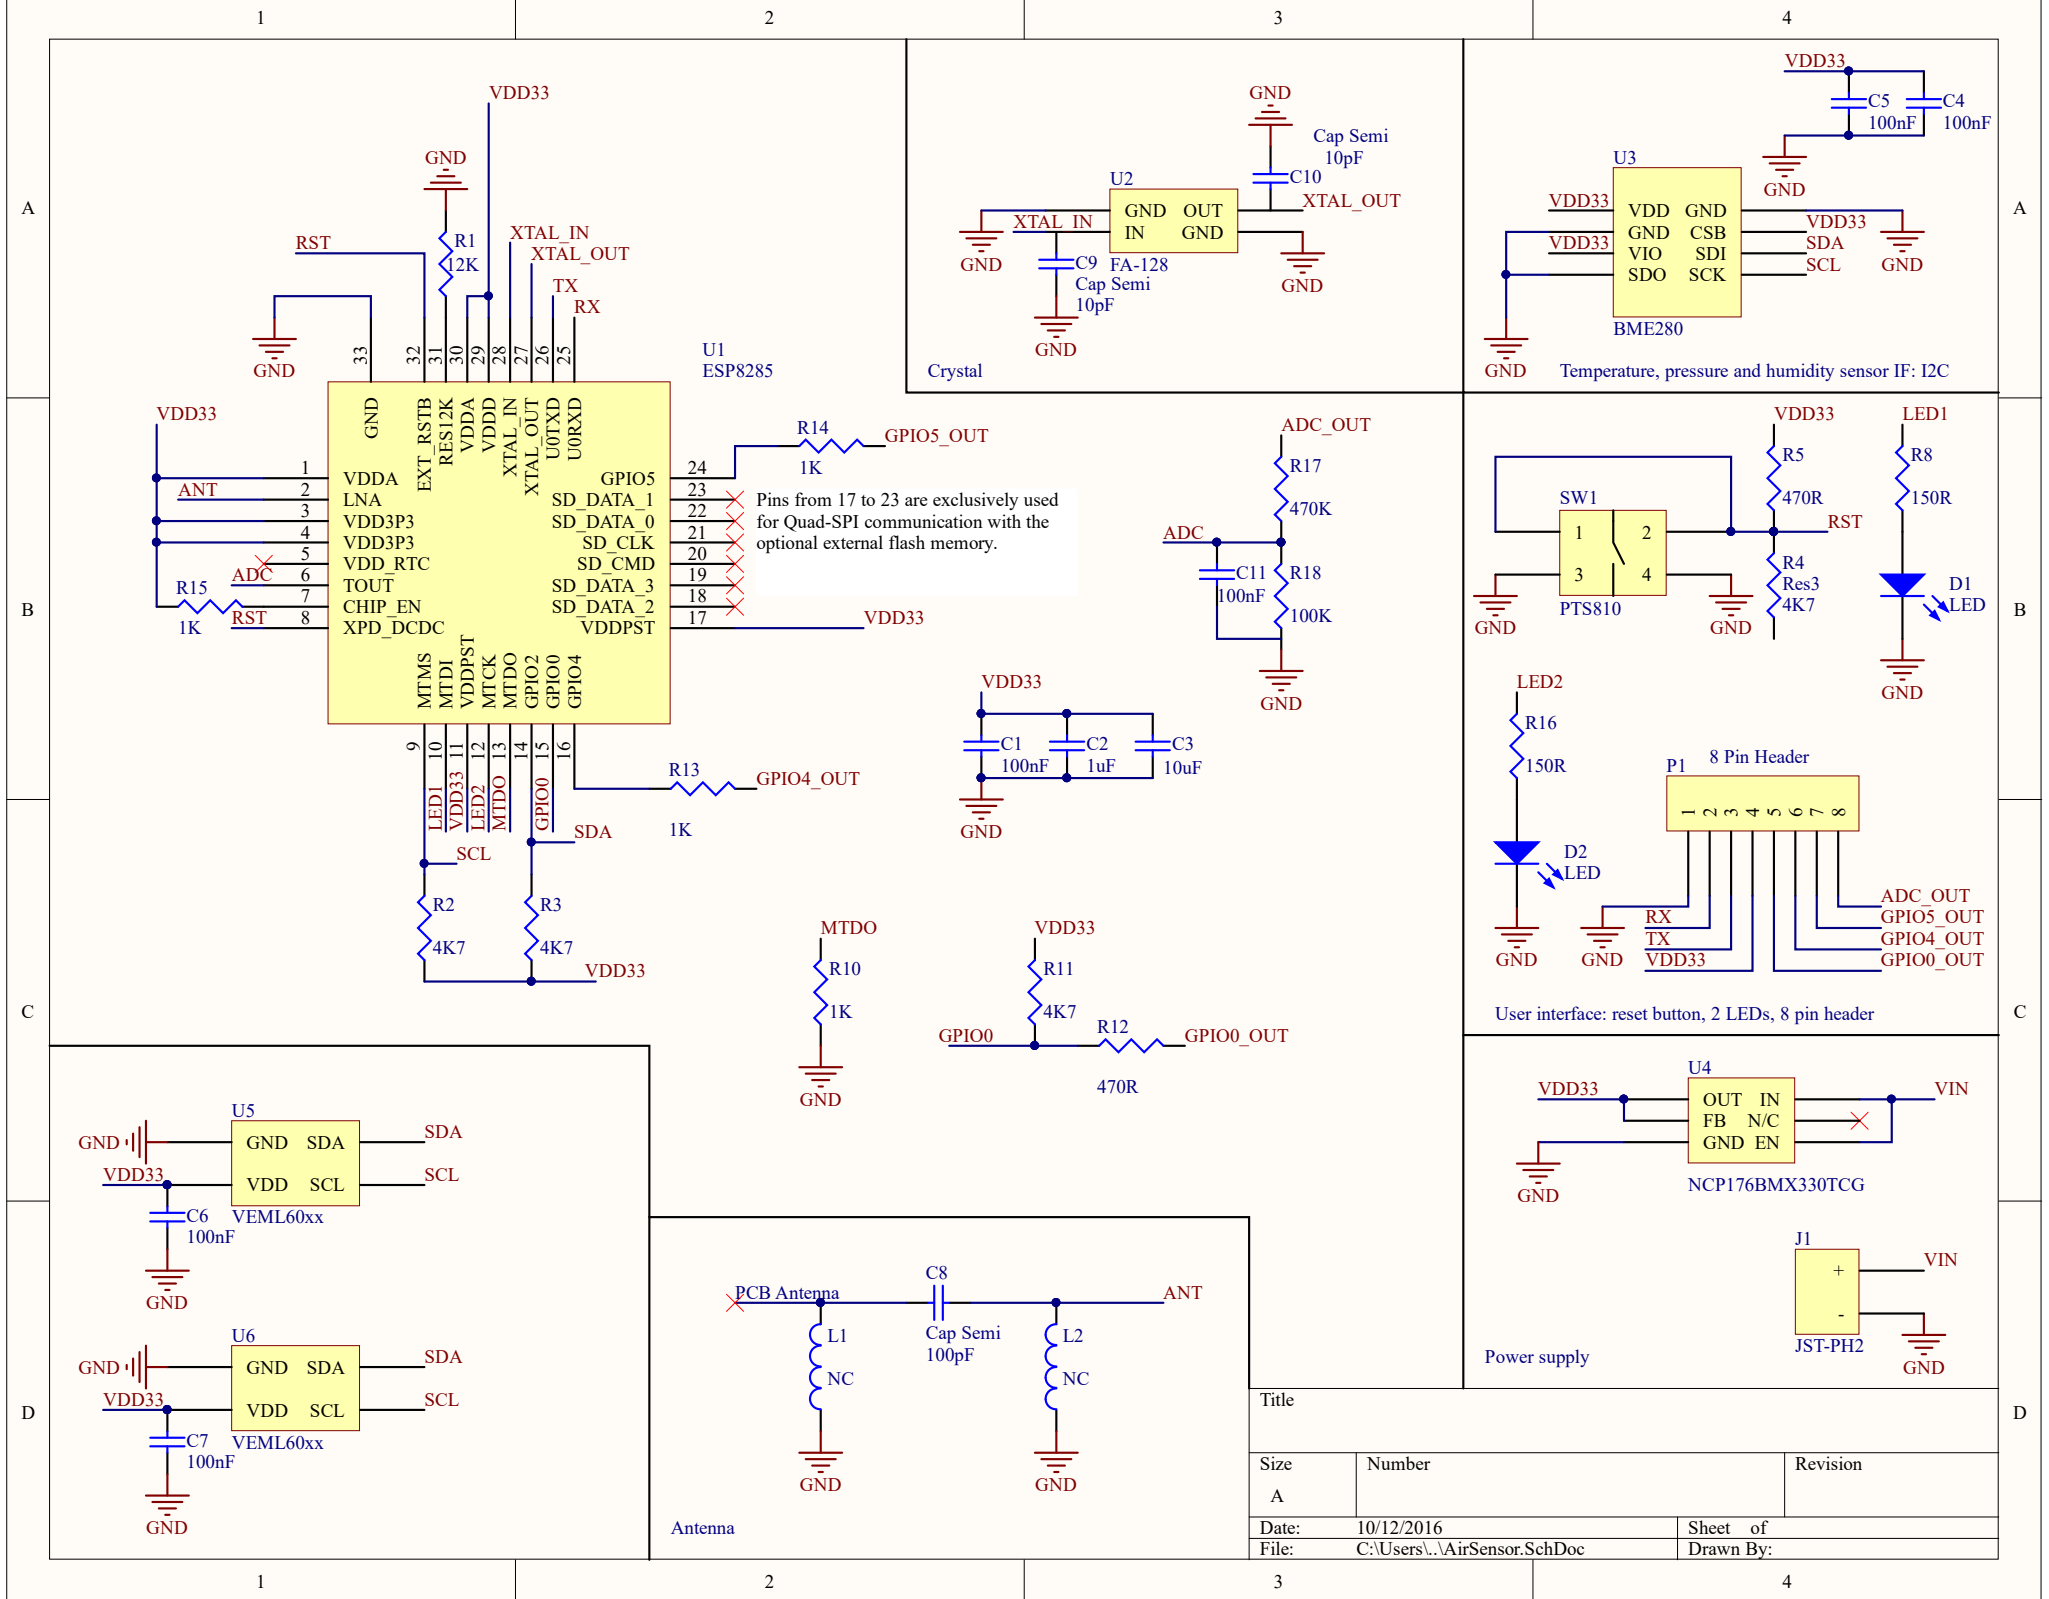 1
2
3
4
A
B
C
D
A
B
C
D
1
2
3
4
VDD33
GND
R1
12K
RST
XTAL_IN
XTAL_OUT
TX
RX
GND
33
32
31
30
29
28
27
26
25
U1
ESP8285
GND
EXT_RSTB
RES12K
VDDA
VDDD
XTAL_IN
XTAL_OUT
U0TXD
U0RXD
VDD33
ANT
ADC
R15
1K
RST
1
2
3
4
5
6
7
8
VDDA
LNA
VDD3P3
VDD3P3
VDD_RTC
TOUT
CHIP_EN
XPD_DCDC
GPIO5
SD_DATA_1
SD_DATA_0
SD_CLK
SD_CMD
SD_DATA_3
SD_DATA_2
VDDPST
24
23
22
21
20
19
18
17
R14
1K
GPIO5_OUT
Pins from 17 to 23 are exclusively used
for Quad-SPI communication with the
optional external flash memory.
VDD33
MTMS
MTDI
VDDPST
MTCK
MTDO
GPIO2
GPIO0
GPIO4
9
10
11
12
13
14
15
16
LED1
VDD33
LED2
MTDO
GPIO0
R13
1K
GPIO4_OUT
SDA
SCL
R2
4K7
R3
4K7
VDD33
GND
Cap Semi
10pF
C10
U2
GND OUT
IN GND
FA-128
XTAL_OUT
XTAL_IN
GND
C9
Cap Semi
10pF
GND
GND
Crystal
VDD33
C5
100nF
C4
100nF
GND
U3
VDD33
VDD33
VDD GND
GND CSB
VIO SDI
SDO SCK
VDD33
SDA
SCL
GND
BME280
GND
Temperature, pressure and humidity sensor IF: I2C
ADC_OUT
R17
470K
ADC
C11
100nF
R18
100K
GND
VDD33
C1
100nF
C2
1uF
C3
10uF
GND
MTDO
R10
1K
GND
VDD33
R11
4K7
GPIO0
R12
470R
GPIO0_OUT
VDD33
LED1
R5
470R
R8
150R
SW1
1 2
3 4
PTS810
RST
R4
Res3
4K7
GND
GND
D1
LED
GND
LED2
R16
150R
D2
LED
GND
8 Pin Header
P1
1
2
3
4
5
6
7
8
RX
TX
VDD33
GND
ADC_OUT
GPIO5_OUT
GPIO4_OUT
GPIO0_OUT
User interface: reset button, 2 LEDs, 8 pin header
U4
VDD33
OUT IN
FB N/C
GND EN
VIN
GND
NCP176BMX330TCG
J1
+
-
VIN
JST-PH2
GND
Power supply
U5
GND
GND SDA
SDA
VDD33
VDD SCL
SCL
VEML60xx
C6
100nF
GND
U6
GND
GND SDA
SDA
VDD33
VDD SCL
SCL
VEML60xx
C7
100nF
GND
PCB Antenna
C8
Cap Semi
100pF
ANT
L1
NC
L2
NC
GND
GND
Antenna
Title
Size
A
Number
Revision
Date:
10/12/2016
Sheet of
File:
C:\Users\..\AirSensor.SchDoc
Drawn By: